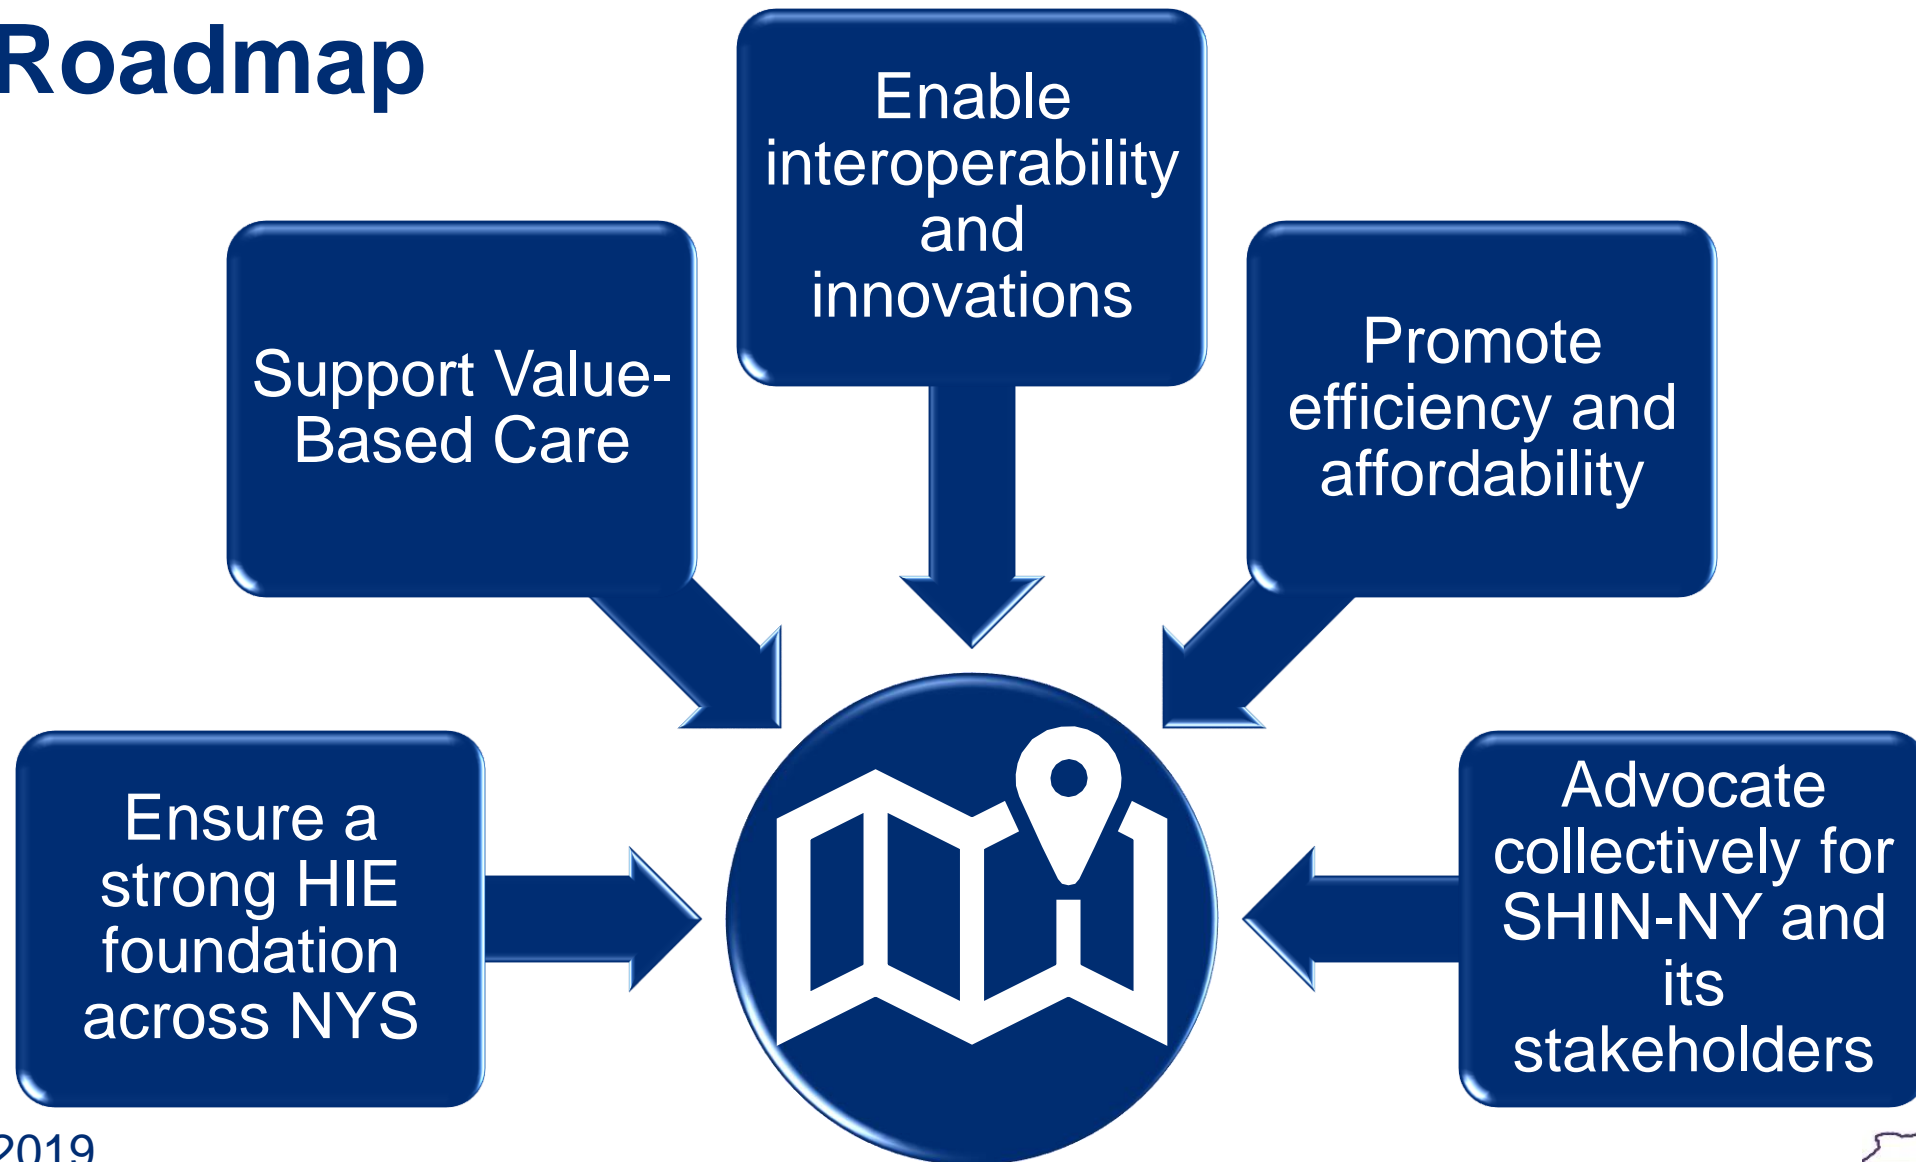 Roadmap
Enable
interoperability
and
innovations
Support Value-
Based Care
Promote
efficiency and
affordability
Ensure a
strong HIE
foundation
across NYS
Advocate
collectively for
SHIN-NY and
its
stakeholders
2019